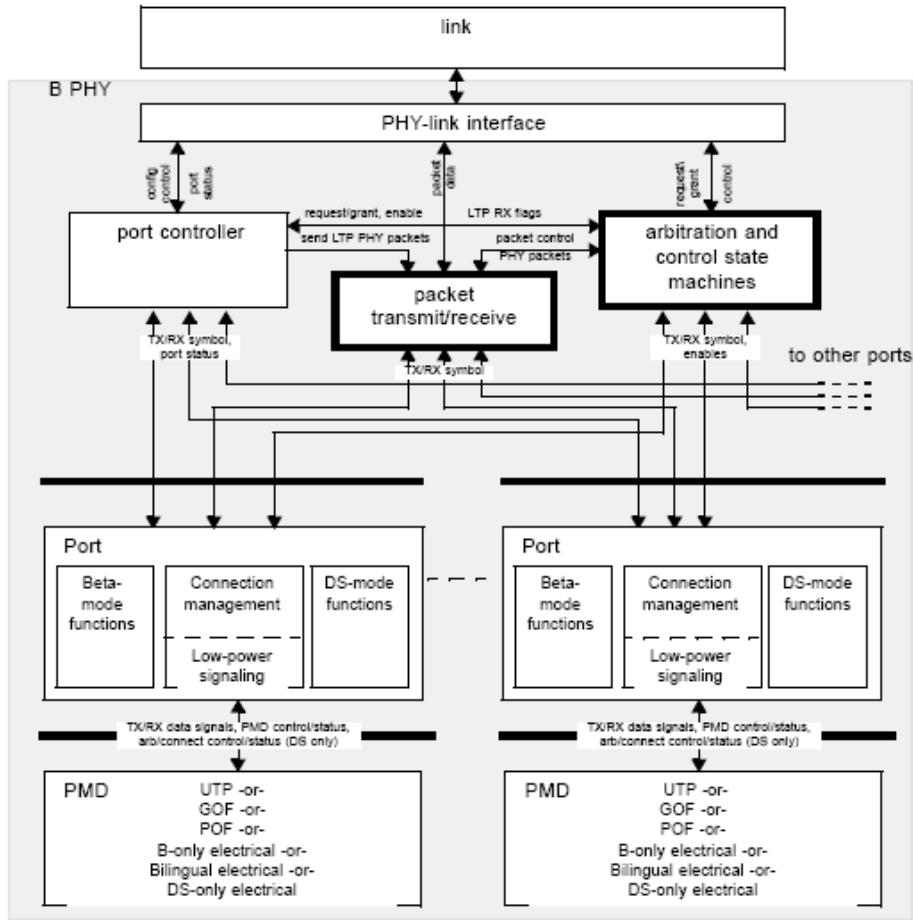 link
B PHY
PHY-link interface
config
control
port
status
packet
data
request\
grant
control
port controller
request/grant, enable
LTP RX flags
send LTP PHY packets
packet control
PHY packets
arbitration and
control state
machines
packet
transmit/receive
TX/RX symbol,
port status
TX/RX symbol
TX/RX symbol,
enables
to other ports
Port
Beta-
mode
functions
Connection
management
Low-power
signaling
DS-mode
functions
Port
Beta-
mode
functions
Connection
management
Low-power
signaling
DS-mode
functions
TX/RX data signals, PMD control/status,
arb/connect control/status (DS only)
TX/RX data signals, PMD control/status,
arb/connect control/status (DS only)
PMD
UTP -or-
GOF -or-
POF -or-
B-only electrical -or-
Bilingual electrical -or-
DS-only electrical
PMD
UTP -or-
GOF -or-
POF -or-
B-only electrical -or-
Bilingual electrical -or-
DS-only electrical